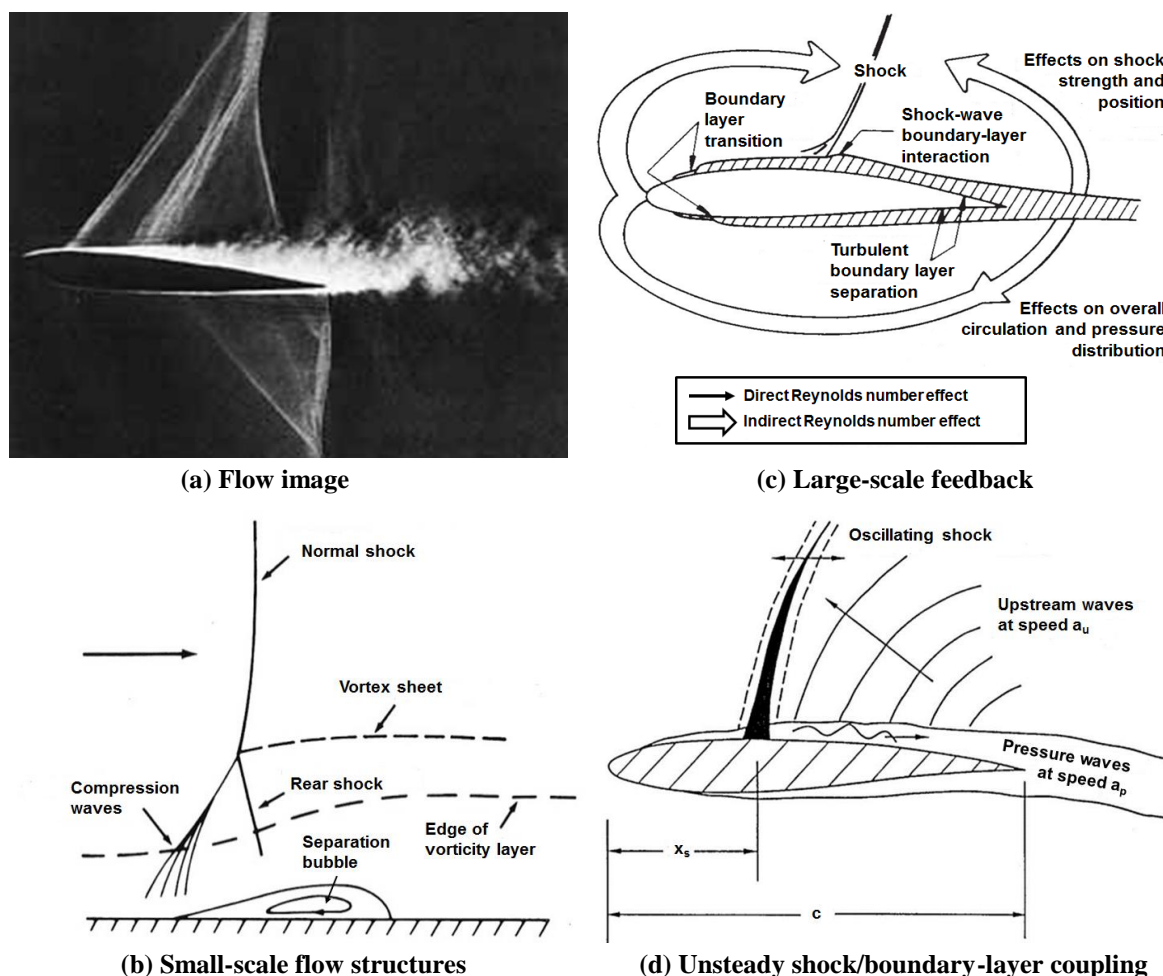 (a) Flow image
Shock
Effects on shock
strength and
position
Boundary
layer
transition
Shock-wave
boundary-layer
interaction
Turbulent
boundary layer
separation
Effects on overall
circulation and pressure
distribution
Direct Reynolds number effect
Indirect Reynolds number effect
(c) Large-scale feedback
Normal shock
Vortex sheet
Compression
waves
Rear shock
Separation
bubble
Edge of
vorticity layer
(b) Small-scale flow structures
Oscillating shock
Upstream waves
at speed a_u
Pressure waves
at speed a_p
x_s
c
(d) Unsteady shock/boundary-layer coupling